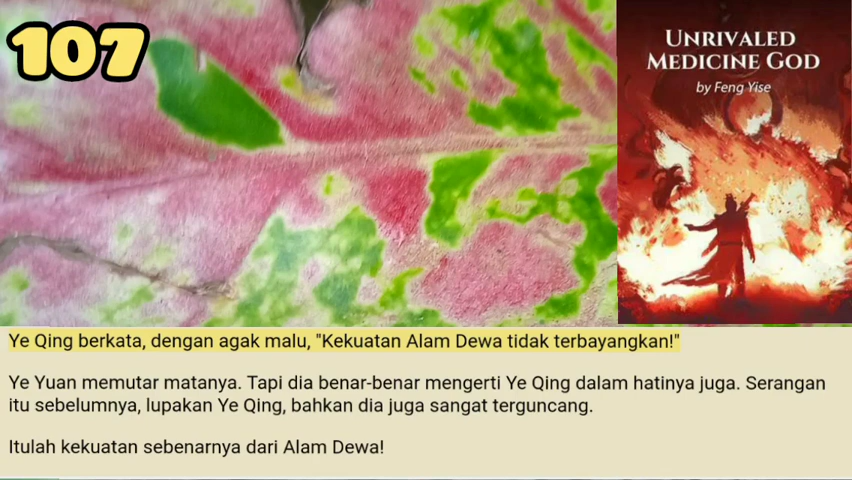 107
UNRIVALED
MEDICINE GOD
by Feng Yise
Ye Qing berkata, dengan agak malu, "Kekuatan Alam Dewa tidak terbayangkan!"
Ye Yuan memutar matanya. Tapi dia benar-benar mengerti Ye Qing dalam hatinya juga. Serangan
itu sebelumnya, lupakan Ye Qing, bahkan dia juga sangat terguncang.
Itulah kekuatan sebenarnya dari Alam Dewa!